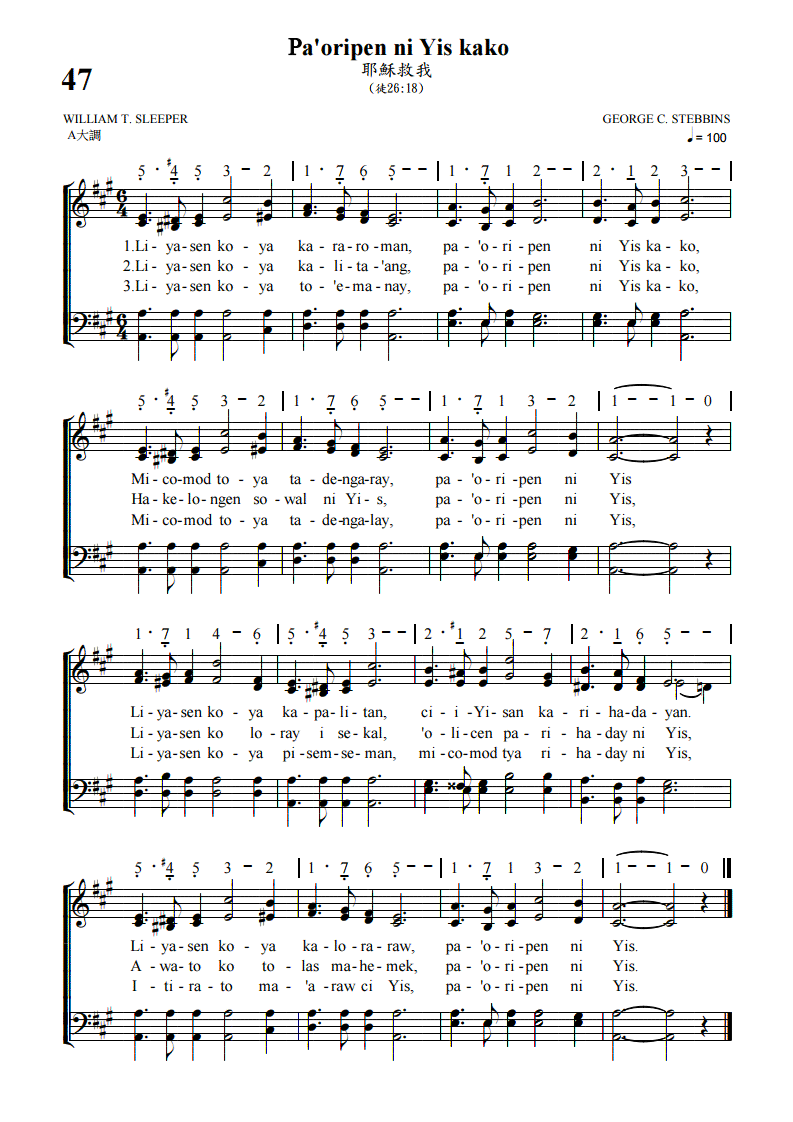 Pa'oripen ni Yis kako
47
耶穌救我
(徒26:18)
WILLIAM T. SLEEPER
GEORGE C. STEBBINS
A大調
♩ = 100
5 · #4 5 3 – 2 | 1 · 7 6 5 – – | 1 · 7 1 2 – – | 2 · 1 2 3 – – |
1.Li - ya-sen ko - ya ka - ra - ro - man, pa - 'o - ri - pen ni Yis ka - ko,
2.Li - ya-sen ko - ya ka - li - ta - 'ang, pa - 'o - ri - pen ni Yis ka - ko,
3.Li - ya-sen ko - ya to - 'e - ma - nay, pa - 'o - ri - pen ni Yis ka - ko,
5 · #4 5 3 – 2 | 1 · 7 6 5 – – | 1 · 7 1 3 – 2 | 1 – – 1 – 0 |
Mi - co-mod to - ya ta - de-nga-ray, pa - 'o - ri - pen ni Yis
Ha - ke-lo-ngen so - wal ni Yi - s, pa - 'o - ri - pen ni Yis,
Mi - co-mod to - ya ta - de-nga-lay, pa - 'o - ri - pen ni Yis,
1 · 7 1 4 – 6 | 5 · #4 5 3 – – | 2 · #1 2 5 – 7 | 2 · 1 6 5 – |
Li - ya-sen ko - ya ka - pa-li - tan, ci - i -Yi-san ka - ri-ha-da-yan.
Li - ya-sen ko - lo - ray i se - kal, 'o - li-cen pa - ri - ha-day ni Yis,
Li - ya-sen ko - ya pi - sem - se - man, mi - co-mod tya ri - ha-day ni Yis,
5 · #4 5 3 – 2 | 1 · 7 6 5 – – | 1 · 7 1 3 – 2 | 1 – – 1 – 0
Li - ya-sen ko - ya ka - lo - ra - raw, pa - 'o - ri - pen ni Yis.
A - wa-to ko to - las ma - he - mek, pa - 'o - ri - pen ni Yis.
I - ti - ra - to ma - 'a - raw ci Yis, pa - 'o - ri - pen ni Yis.